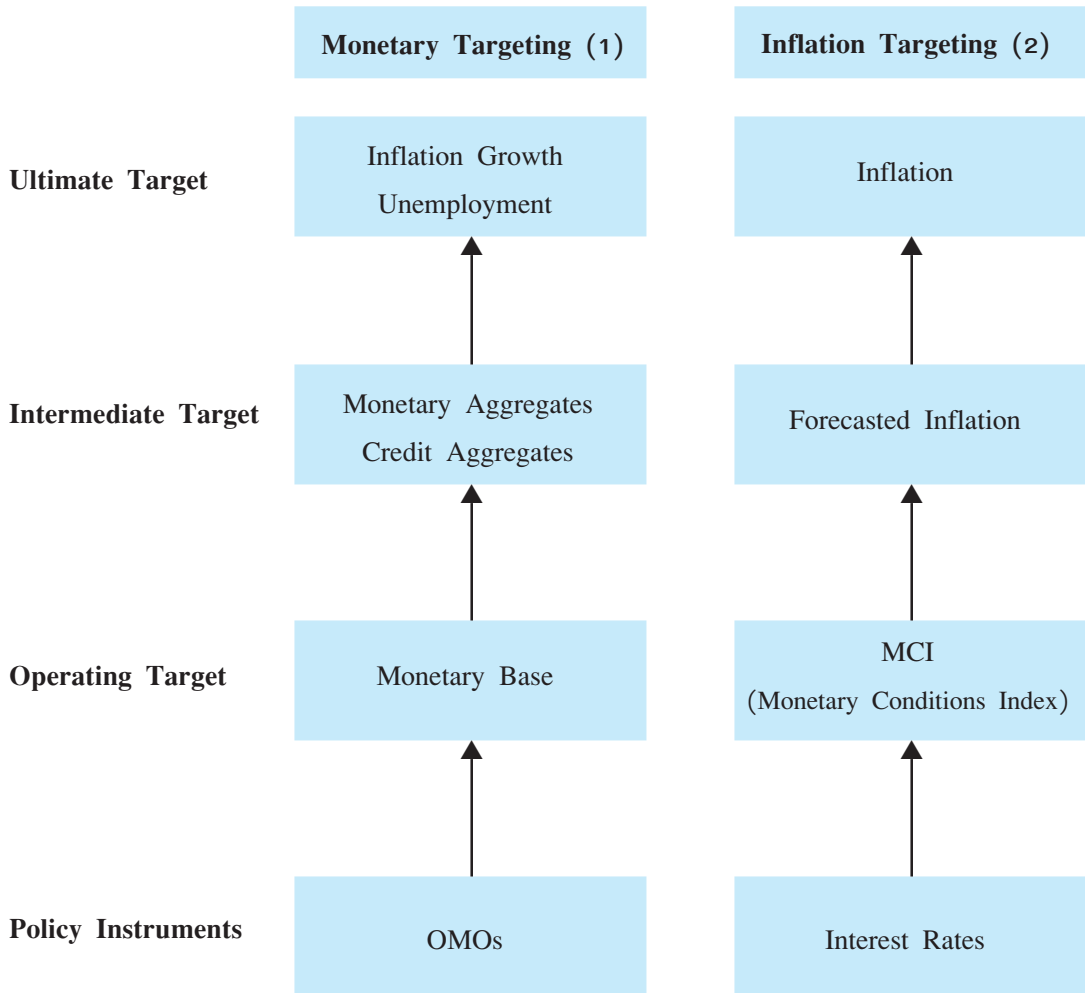 Monetary Targeting (1)
Inflation Targeting (2)
Ultimate Target
Inflation Growth
Unemployment
Inflation
Intermediate Target
Monetary Aggregates
Credit Aggregates
Forecasted Inflation
Operating Target
Monetary Base
MCI
(Monetary Conditions Index)
Policy Instruments
OMOs
Interest Rates